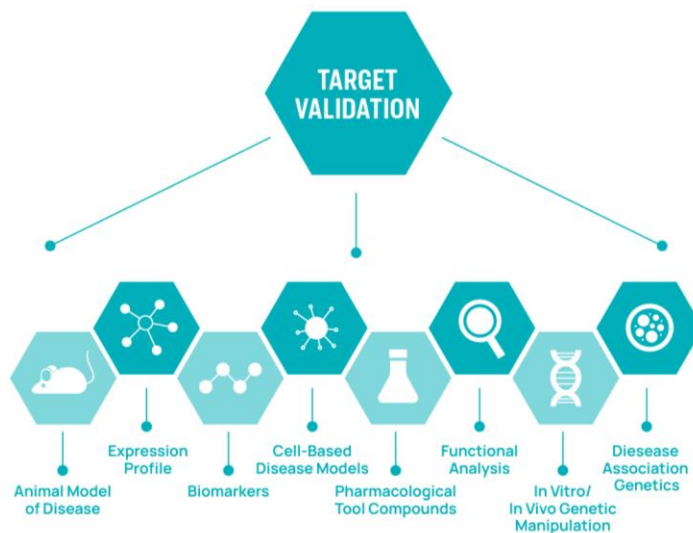 TARGET
VALIDATION
Animal Model
of Disease
Expression
Profile
Biomarkers
Cell-Based
Disease Models
Pharmacological
Tool Compounds
Functional
Analysis
In Vitro/
In Vivo Genetic
Manipulation
Diesease
Association
Genetics